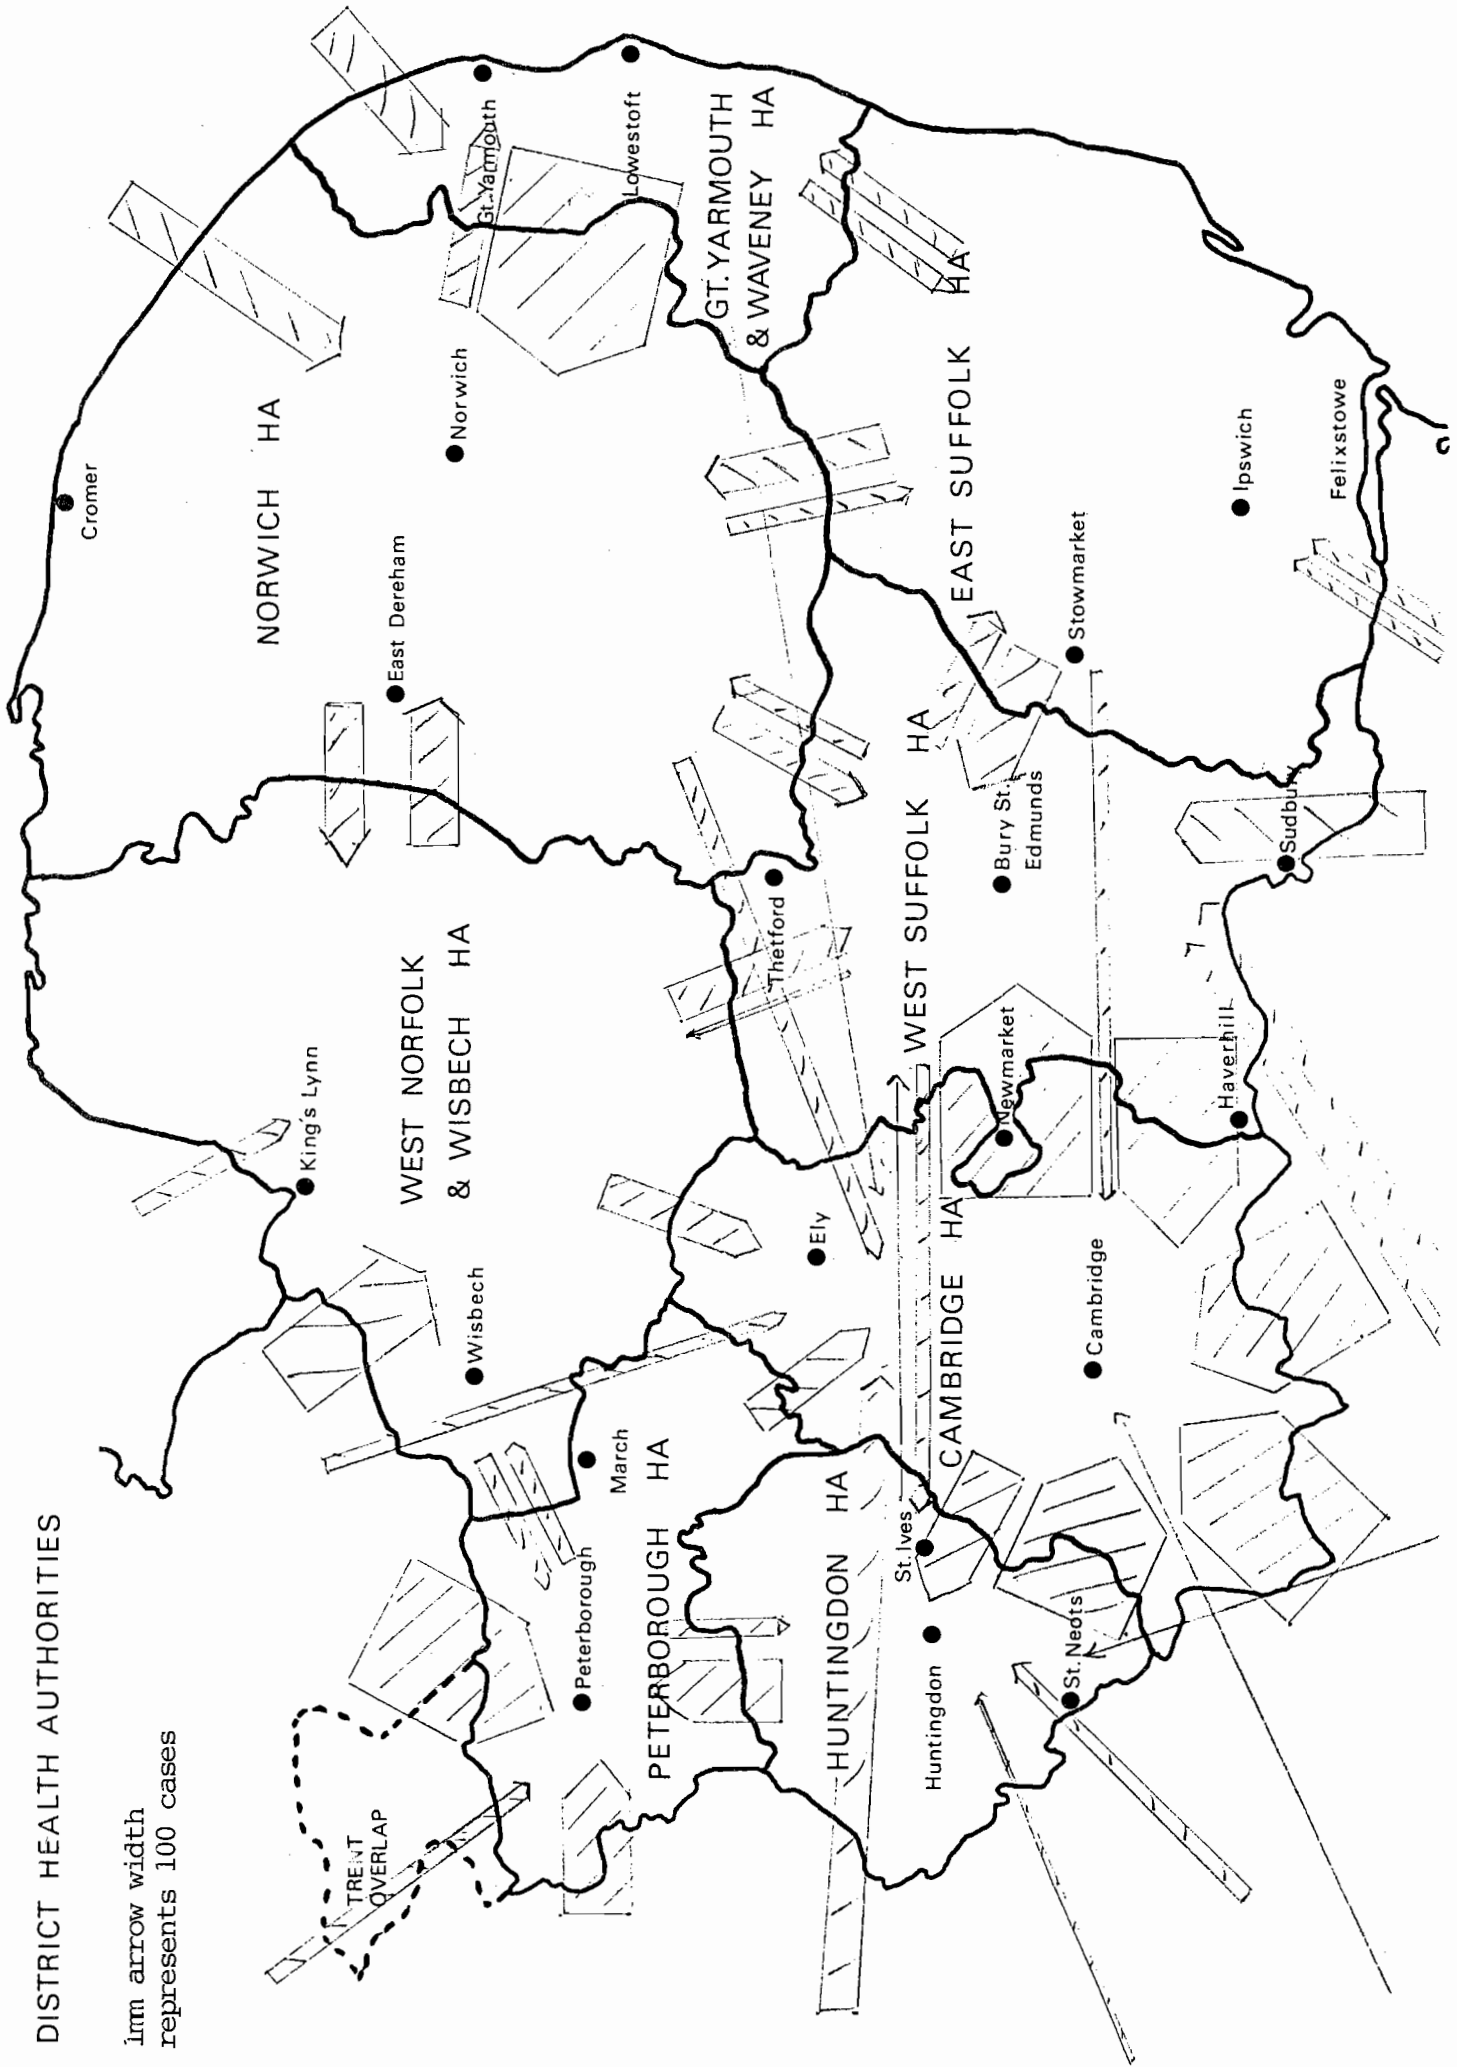 DISTRICT HEALTH AUTHORITIES
1mm arrow width
represents 100 cases
TRENT
OVERLAP
Cromer
NORWICH HA
King's Lynn
East Dereham
Norwich
Gt. Yarmouth
WEST NORFOLK
& WISBECH HA
Wisbech
Lowestoft
Peterborough
March
PETERBOROUGH HA
GT. YARMOUTH
& WAVENEY HA
Thetford
Ely
HUNTINGDON HA
St. Ives
Huntingdon
WEST SUFFOLK HA
CAMBRIDGE HA
EAST SUFFOLK HA
Newmarket
Bury St.
Edmunds
St. Neots
Stowmarket
Cambridge
Haverhill
Ipswich
Sudbury
Felixstowe